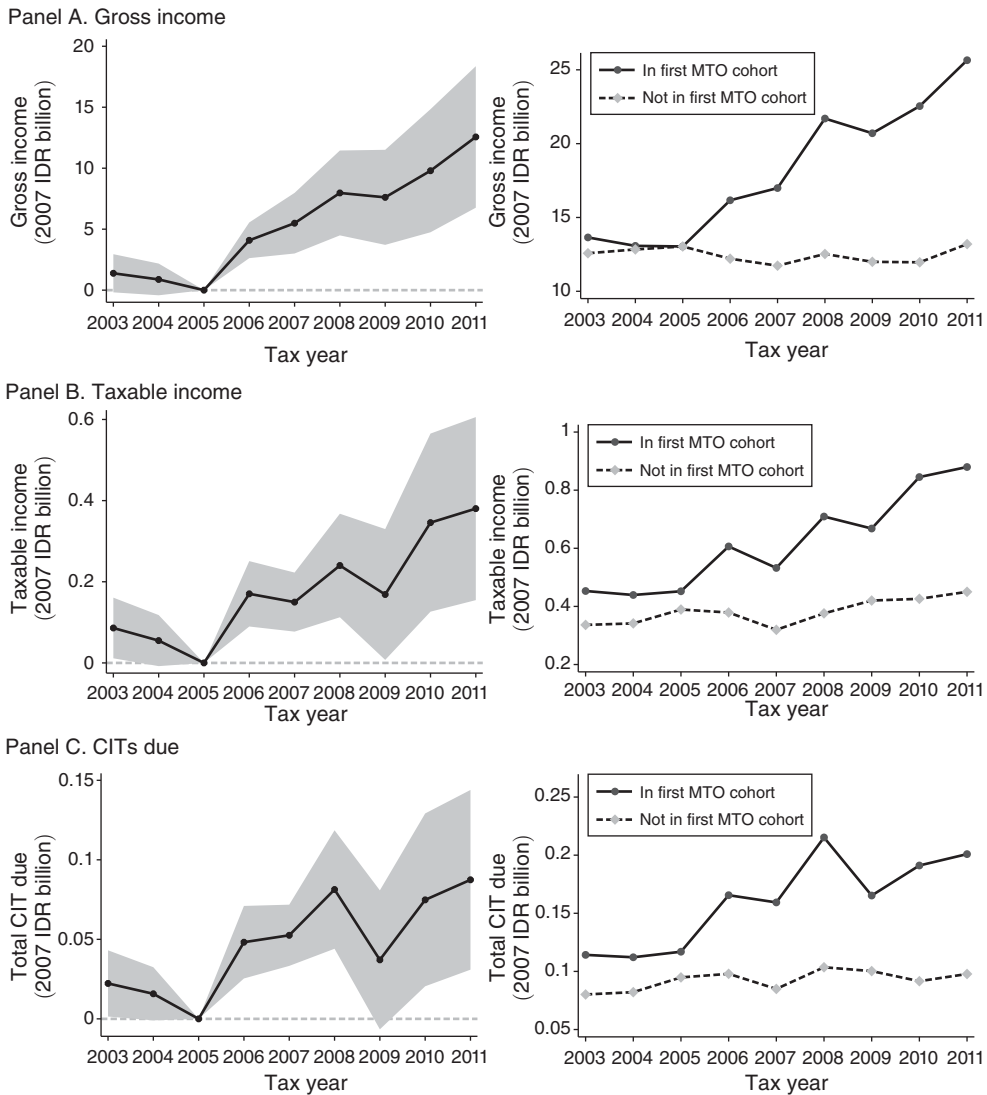 Panel A. Gross income
Gross income
(2007 IDR billion)
20
15
10
5
0
2003 2004 2005 2006 2007 2008 2009 2010 2011
Tax year
Gross income
(2007 IDR billion)
25
20
15
10
In first MTO cohort
Not in first MTO cohort
2003 2004 2005 2006 2007 2008 2009 2010 2011
Tax year
Panel B. Taxable income
Taxable income
(2007 IDR billion)
0.6
0.4
0.2
0
2003 2004 2005 2006 2007 2008 2009 2010 2011
Tax year
Taxable income
(2007 IDR billion)
1
0.8
0.6
0.4
0.2
In first MTO cohort
Not in first MTO cohort
2003 2004 2005 2006 2007 2008 2009 2010 2011
Tax year
Panel C. CITs due
Total CIT due
(2007 IDR billion)
0.15
0.1
0.05
0
2003 2004 2005 2006 2007 2008 2009 2010 2011
Tax year
Total CIT due
(2007 IDR billion)
0.25
0.2
0.15
0.1
0.05
In first MTO cohort
Not in first MTO cohort
2003 2004 2005 2006 2007 2008 2009 2010 2011
Tax year